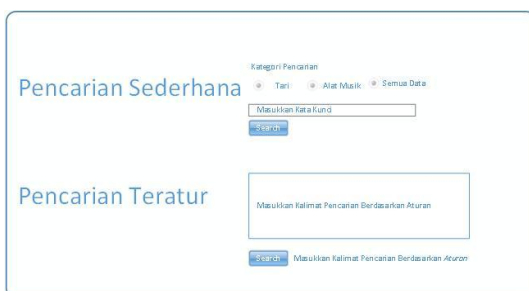 Kategori Pencarian
Pencarian Sederhana
Tari Alat Musik Semua Data
Masukkan Kata Kunci
Search
Pencarian Teratur
Masukkan Kalimat Pencarian Berdasarkan Aturan
Search Masukkan Kalimat Pencarian Berdasarkan Aturan